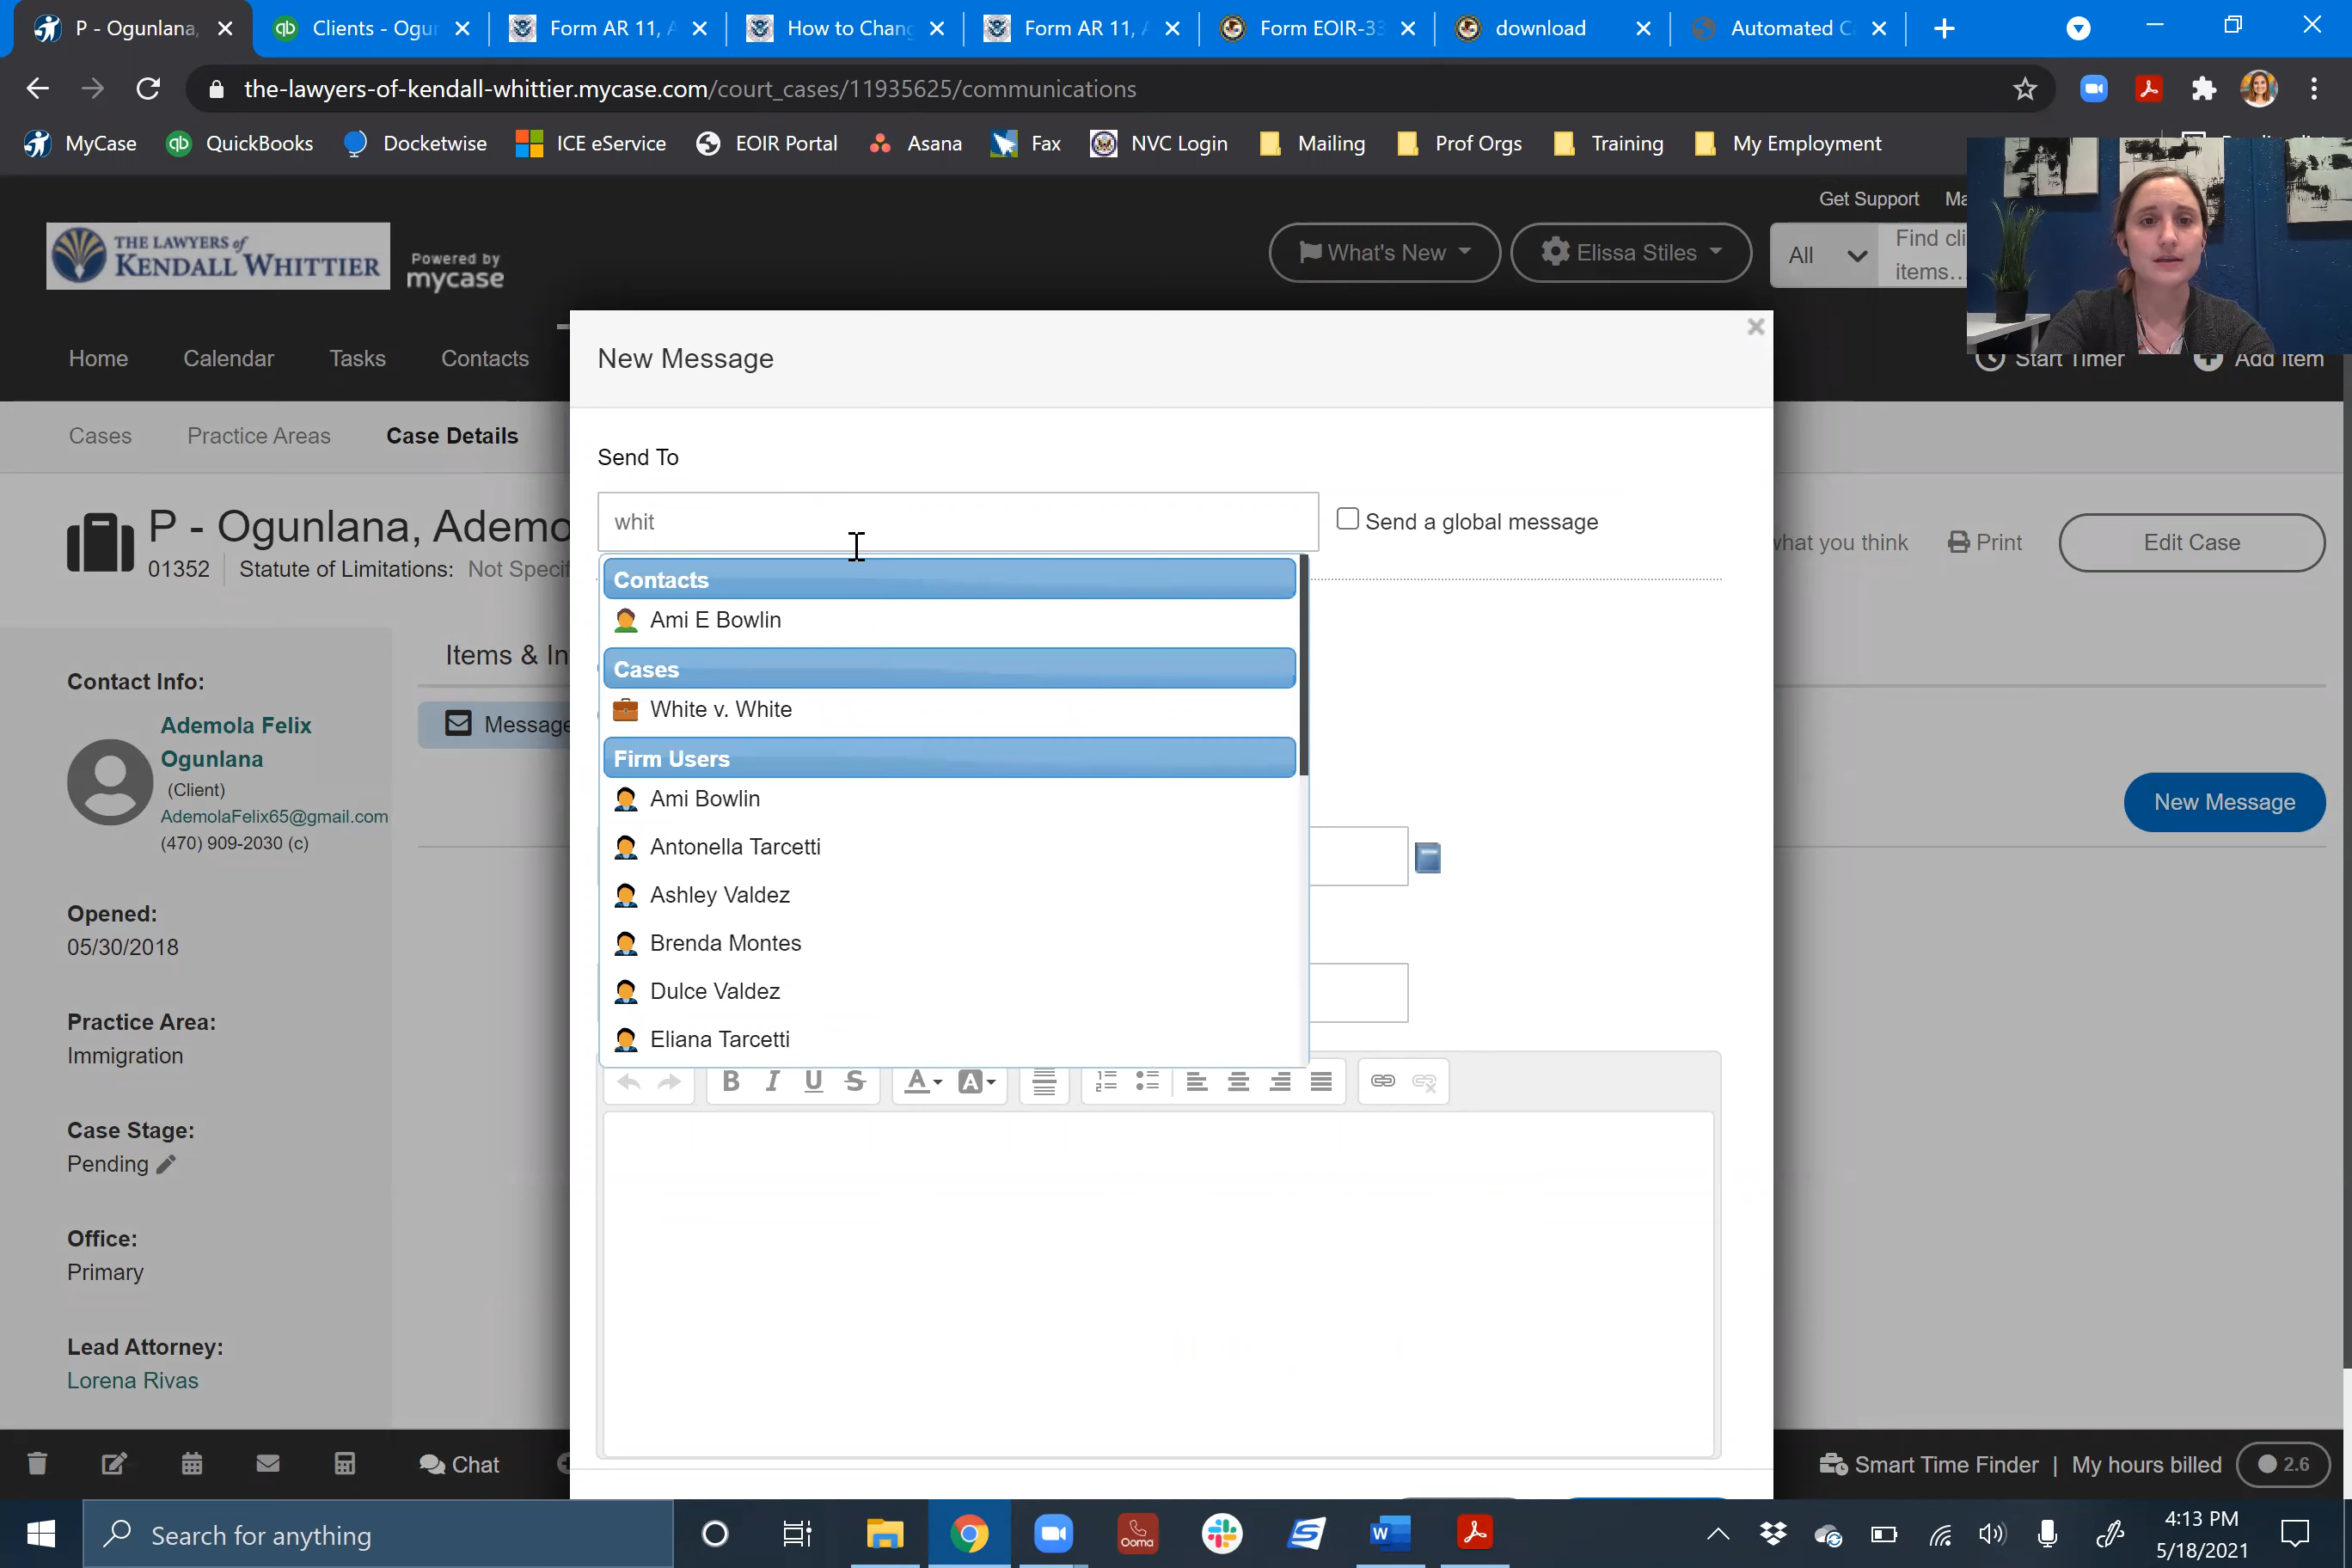 P - Ogunlana,
Clients - Ogun
Form AR 11, A
How to Chang
Form AR 11, A
Form EOIR-33
download
Automated C
the-lawyers-of-kendall-whittier.mycase.com/court_cases/11935625/communications
MyCase
QuickBooks
Docketwise
ICE eService
EOIR Portal
Asana
Fax
NVC Login
Mailing
Prof Orgs
Training
My Employment
Get Support
THE LAWYERS of
KENDALL WHITTIER
Powered by
mycase
What's New
Elissa Stiles
All
Find cli
items...
Home
Calendar
Tasks
Contacts
Start Timer
Add Item
Cases
Practice Areas
Case Details
P - Ogunlana, Ademo
01352
Statute of Limitations: Not Specif
what you think
Print
Edit Case
Contact Info:
Ademola Felix
Ogunlana
(Client)
AdemolaFelix65@gmail.com
(470) 909-2030 (c)
Opened:
05/30/2018
Practice Area:
Immigration
Case Stage:
Pending
Office:
Primary
Lead Attorney:
Lorena Rivas
Items & In
Message
New Message
New Message
Send To
whit
Send a global message
Contacts
Ami E Bowlin
Cases
White v. White
Firm Users
Ami Bowlin
Antonella Tarcetti
Ashley Valdez
Brenda Montes
Dulce Valdez
Eliana Tarcetti
B I U S A A
Chat
Smart Time Finder | My hours billed 2.6
Search for anything
Ooma
4:13 PM
5/18/2021